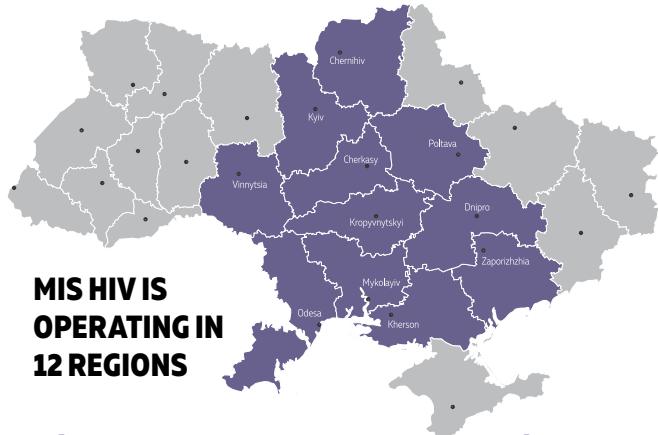 Chernihiv
Kyiv
Poltava
Cherkasy
Vinnytsia
Dnipro
Kropyvnytskyi
Zaporizhzhia
MIS HIV IS
OPERATING IN
12 REGIONS
Mykolayiv
Odesa
Kherson